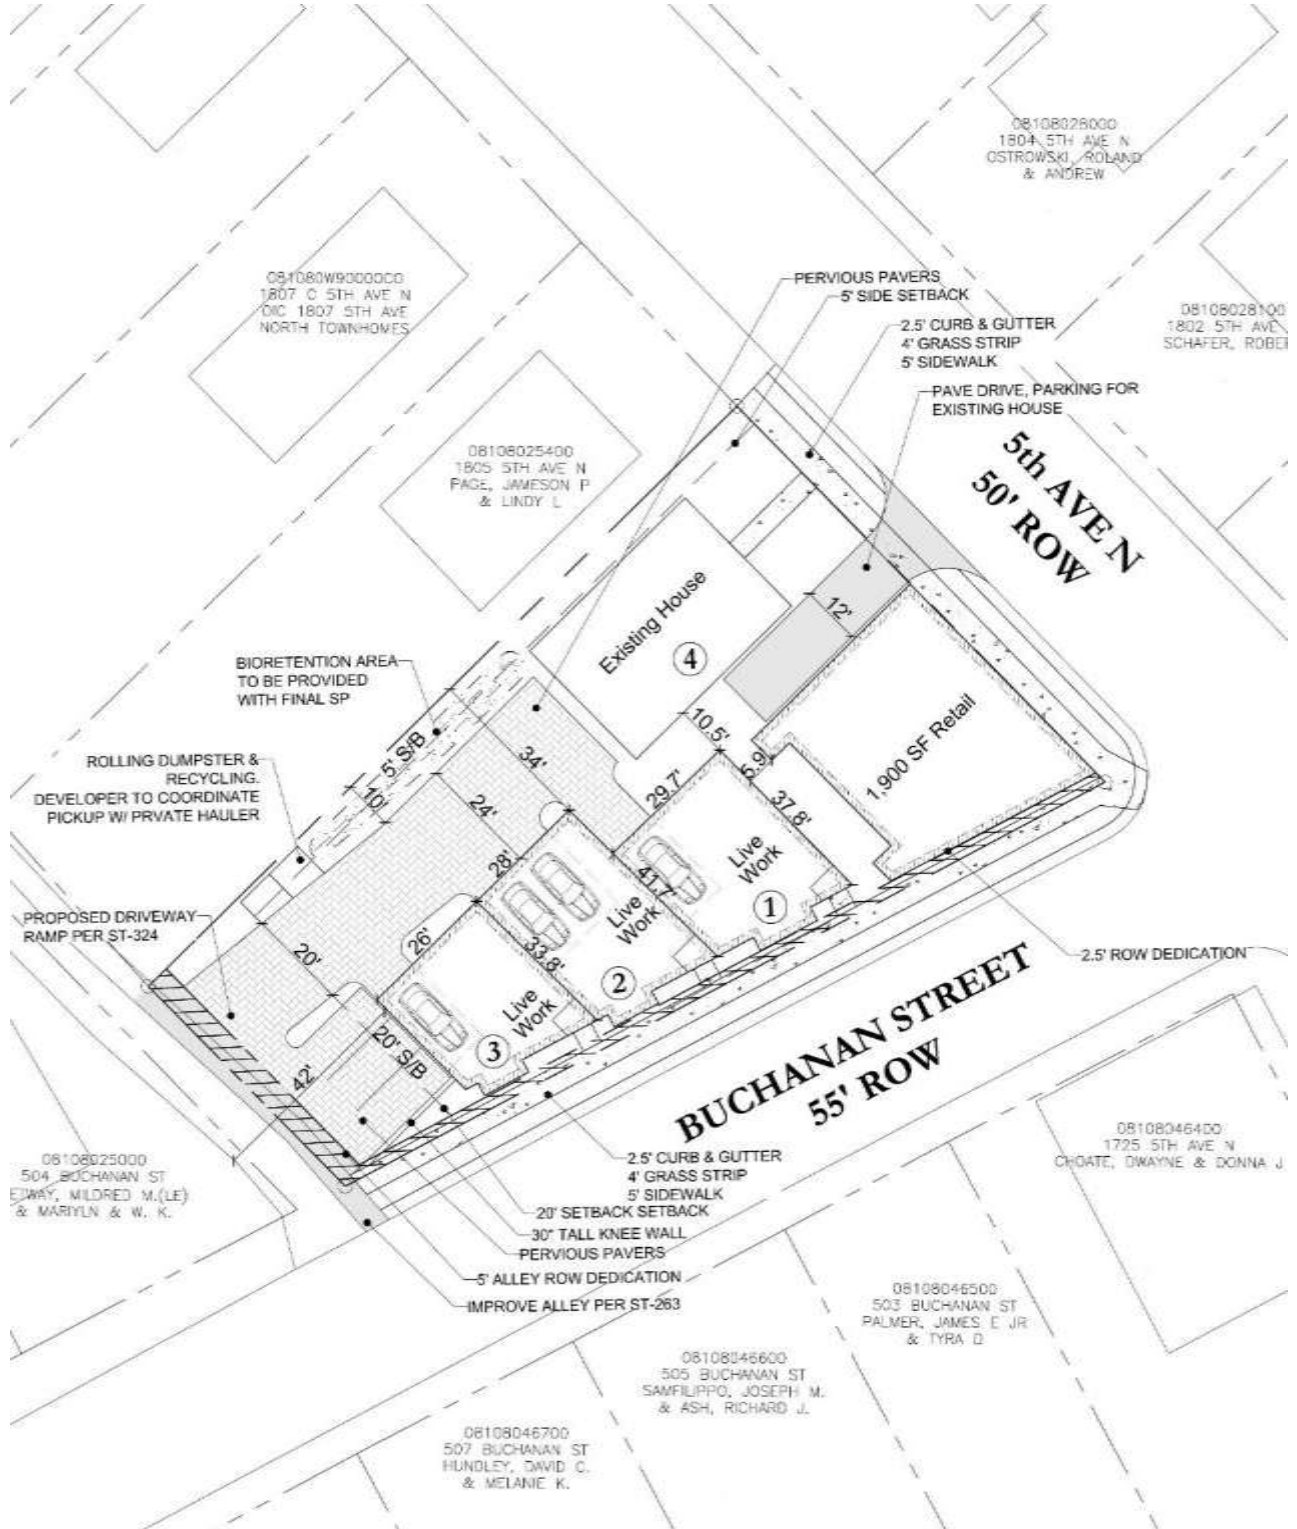 08108028000
1804 5TH AVE N
OSTROWSKI, ROLAND
& ANDREW
081080W90000CO
1807 C 5TH AVE N
OIC 1807 5TH AVE
NORTH TOWNHOMES
PERVIOUS PAVERS
5' SIDE SETBACK
2.5' CURB & GUTTER
4' GRASS STRIP
5' SIDEWALK
08108028100
1802 5TH AVE
SCHAFER, ROBE
PAVE DRIVE, PARKING FOR
EXISTING HOUSE
08108025400
1805 5TH AVE N
PAGE, JAMESON P
& LINDY L
5th AVE N
50' ROW
Existing House
4
12'
BIORETENTION AREA
TO BE PROVIDED
WITH FINAL SP
5' S/B
10'
34'
24'
10.5'
5.9'
29.7'
37.8'
1,900 SF Retail
ROLLING DUMPSTER &
RECYCLING.
DEVELOPER TO COORDINATE
PICKUP W/ PRVATE HAULER
28'
41.7'
Live
Work
1
PROPOSED DRIVEWAY
RAMP PER ST-324
20'
26'
33.8'
Live
Work
2
Live
Work
3
20' S/B
42'
2.5' ROW DEDICATION
BUCHANAN STREET
55' ROW
08108025000
504 BUCHANAN ST
MILDRED M.(LE)
& MARIYLN & W. K.
2.5' CURB & GUTTER
4' GRASS STRIP
5' SIDEWALK
20' SETBACK SETBACK
30" TALL KNEE WALL
PERVIOUS PAVERS
5' ALLEY ROW DEDICATION
IMPROVE ALLEY PER ST-263
08108046400
1725 5TH AVE N
CHOATE, DWAYNE & DONNA J
08108046500
503 BUCHANAN ST
PALMER, JAMES E JR
& TYRA D
08108046600
505 BUCHANAN ST
SAMFILIPPO, JOSEPH M.
& ASH, RICHARD J.
08108046700
507 BUCHANAN ST
HUNDLEY, DAVID C.
& MELANIE K.